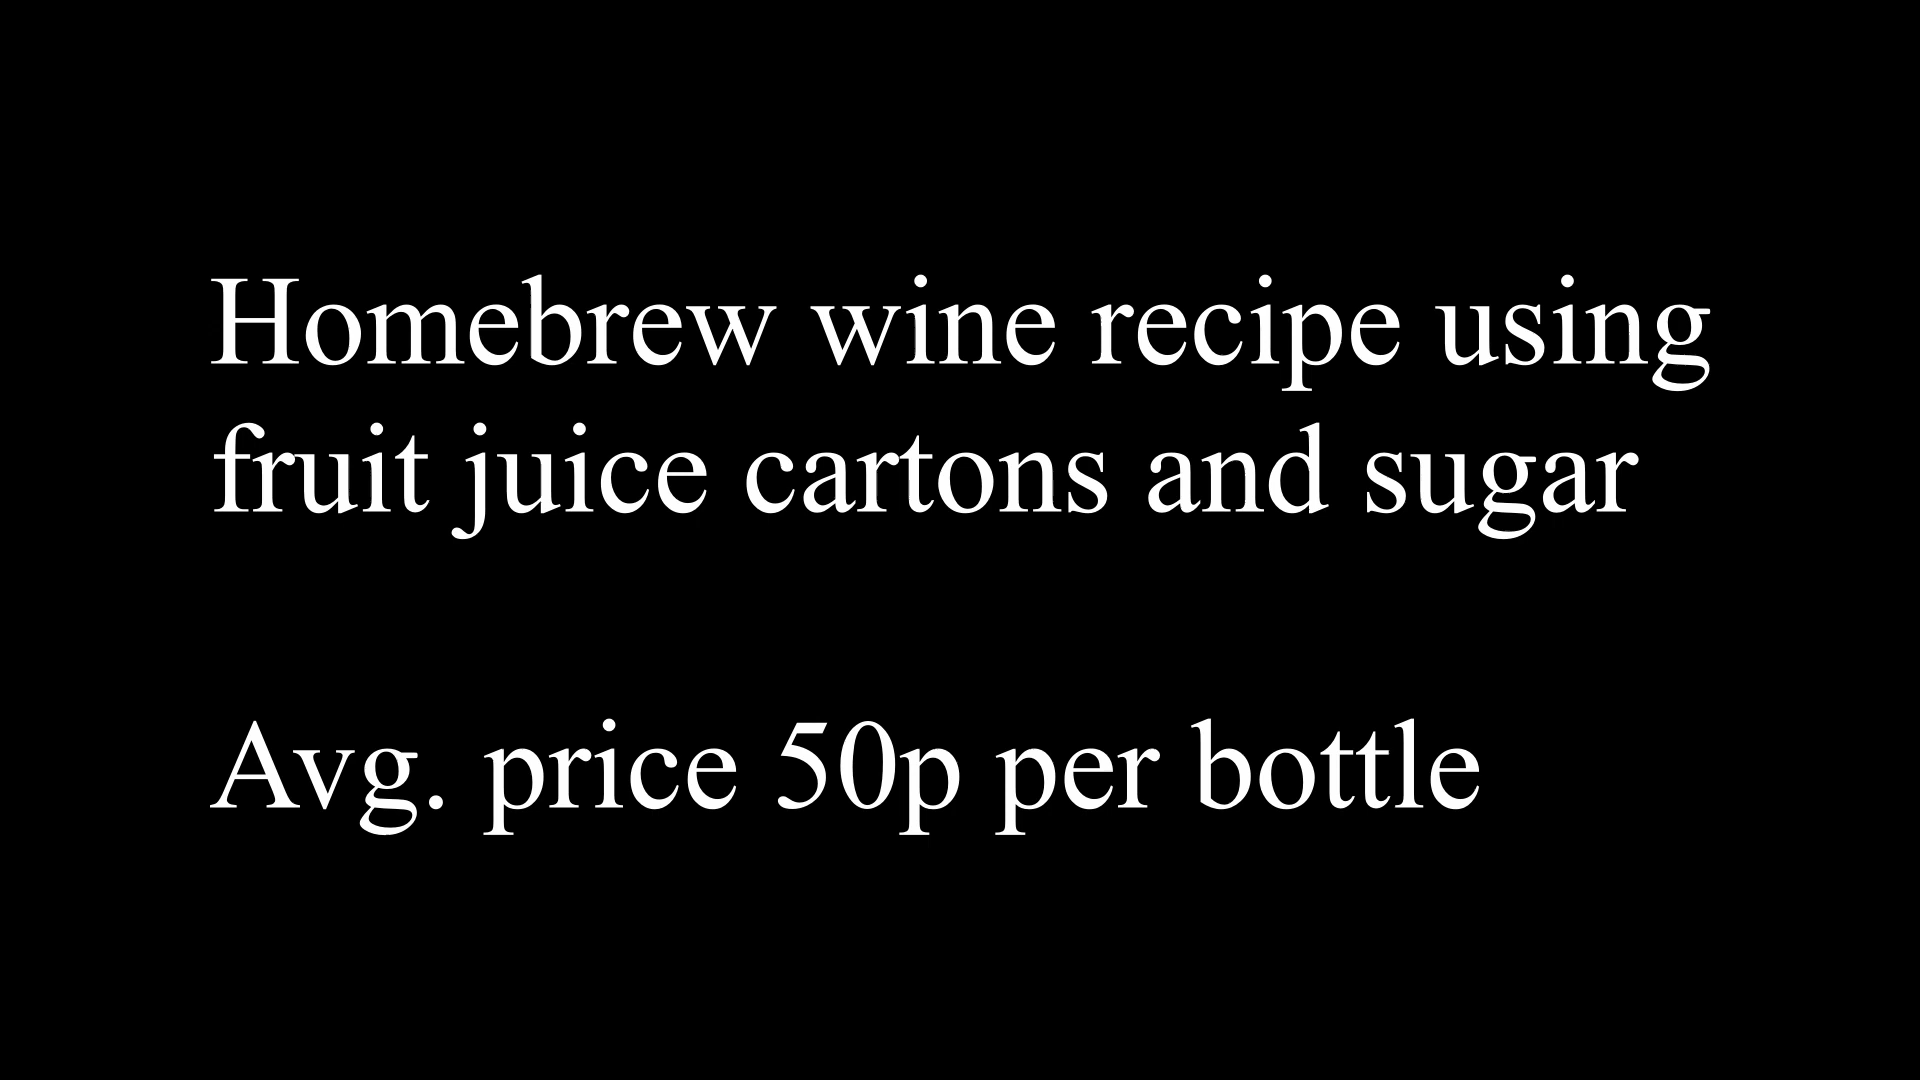 Homebrew wine recipe using
fruit juice cartons and sugar
Avg. price 50p per bottle